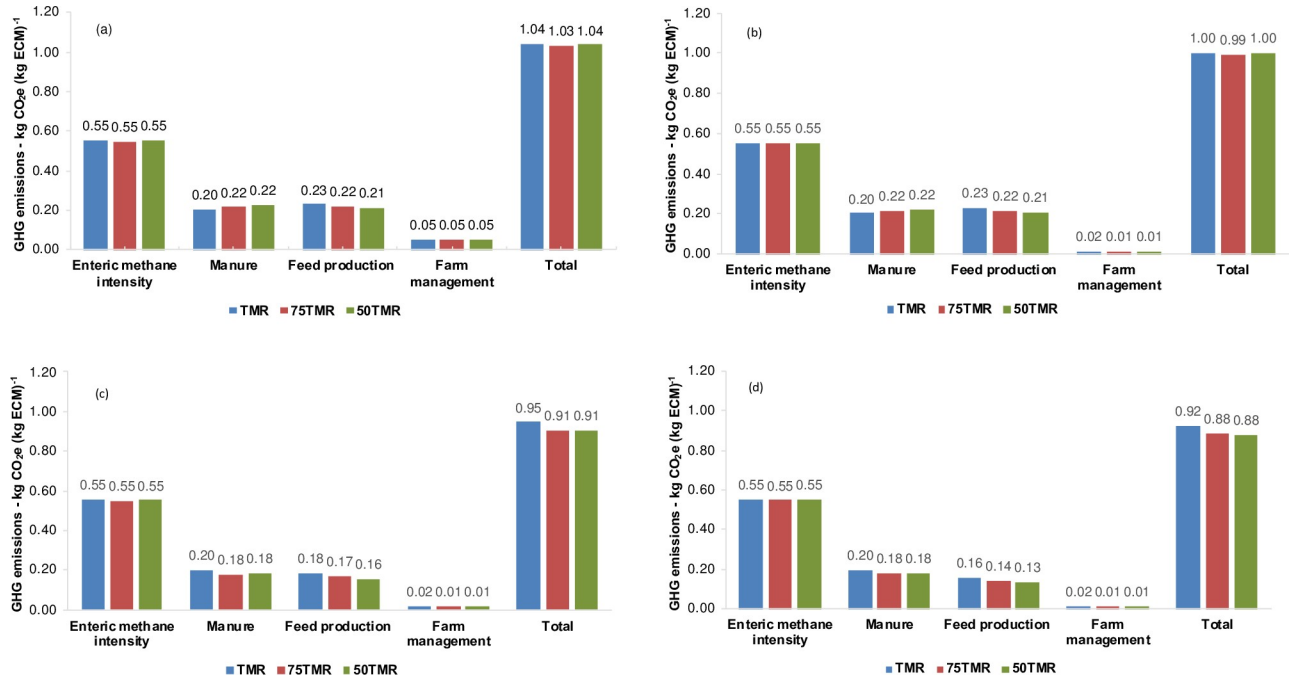 (a)
GHG emissions - kg CO₂e (kg ECM)⁻¹
1.20
1.00
0.80
0.60
0.40
0.20
0.00
0.55 0.55 0.55
0.20 0.22 0.22
0.23 0.22 0.21
0.05 0.05 0.05
1.04 1.03 1.04
Enteric methane intensity
Manure
Feed production
Farm management
Total
TMR 75TMR 50TMR
(b)
GHG emissions - kg CO₂e (kg ECM)⁻¹
1.20
1.00
0.80
0.60
0.40
0.20
0.00
0.55 0.55 0.55
0.20 0.22 0.22
0.23 0.22 0.21
0.02 0.01 0.01
1.00 0.99 1.00
Enteric methane intensity
Manure
Feed production
Farm management
Total
TMR 75TMR 50TMR
(c)
GHG emissions - kg CO₂e (kg ECM)⁻¹
1.20
1.00
0.80
0.60
0.40
0.20
0.00
0.55 0.55 0.55
0.20 0.18 0.18
0.18 0.17 0.16
0.02 0.01 0.01
0.95 0.91 0.91
Enteric methane intensity
Manure
Feed production
Farm management
Total
TMR 75TMR 50TMR
(d)
GHG emissions - kg CO₂e (kg ECM)⁻¹
1.20
1.00
0.80
0.60
0.40
0.20
0.00
0.55 0.55 0.55
0.20 0.18 0.18
0.16 0.14 0.13
0.02 0.01 0.01
0.92 0.88 0.88
Enteric methane intensity
Manure
Feed production
Farm management
Total
TMR 75TMR 50TMR